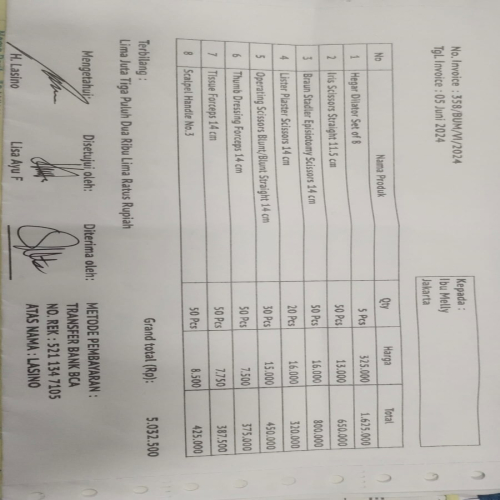 No. Invoice : 358/BUM/VI/2024
Tgl. Invoice : 05 Juni 2024
Kepada :
Ibu Melly
Jakarta
No Nama Produk Qty Harga Total
1 Hegar Dilator Set of 8 5 Pcs 325.000 1.625.000
2 Iris Scissors Straight 11.5 cm 50 Pcs 13.000 650.000
3 Braun Stadler Episiotomy Scissors 14 cm 50 Pcs 16.000 800.000
4 Lister Plaster Scissors 14 cm 20 Pcs 16.000 320.000
5 Operating Scissors Blunt/Blunt Straight 14 cm 50 Pcs 15.000 450.000
6 Thumb Dressing Forceps 14 cm 50 Pcs 7.500 375.000
7 Tissue Forceps 14 cm 50 Pcs 7.750 387.500
8 Scalpel Handle No.3 50 Pcs 8.500 425.000
Grand total (Rp): 5.032.500
Terbilang :
Lima Juta Tiga Puluh Dua Ribu Lima Ratus Rupiah
Mengetahui: Disetujui oleh: Diterima oleh:
H. Lasino Lisa Ayu F
METODE PEMBAYARAN :
TRANSFER BANK BCA
NO. REK : 521 134 7105
ATAS NAMA : LASINO